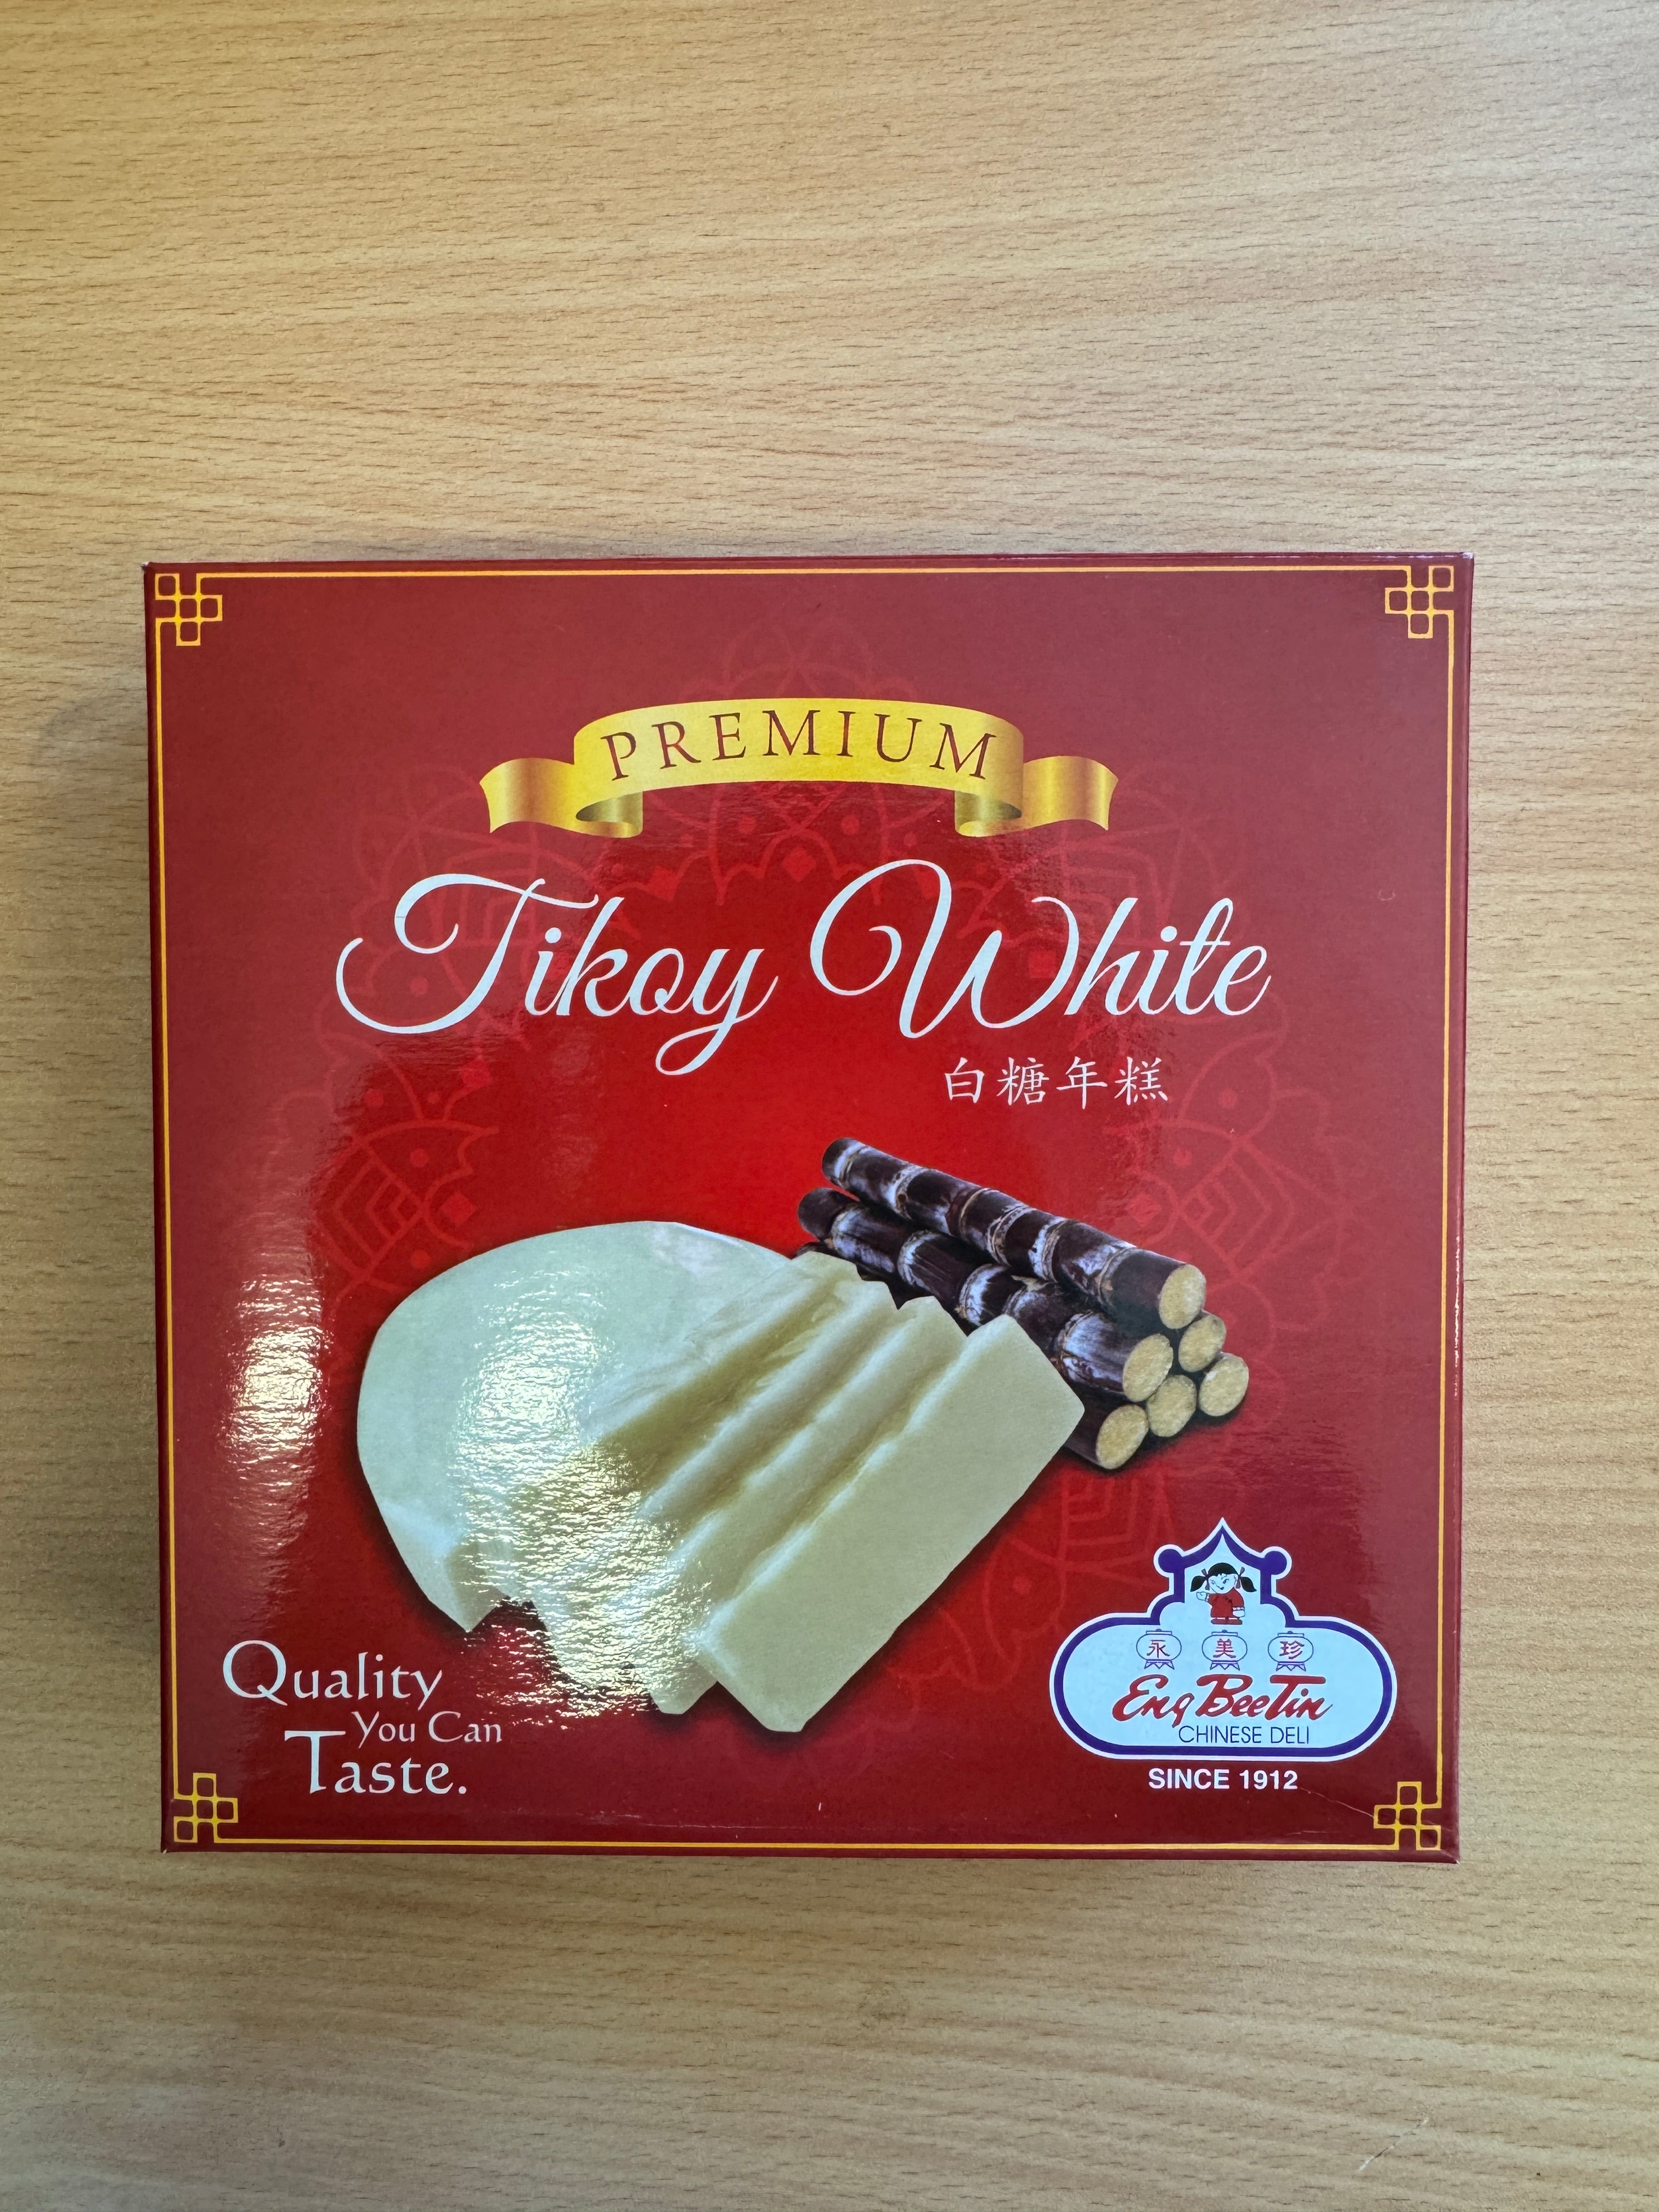 PREMIUM
Tikoy White
白糖年糕
Quality
You Can
Taste.
永 美 珍
Eng Bee Tin
CHINESE DELI
SINCE 1912